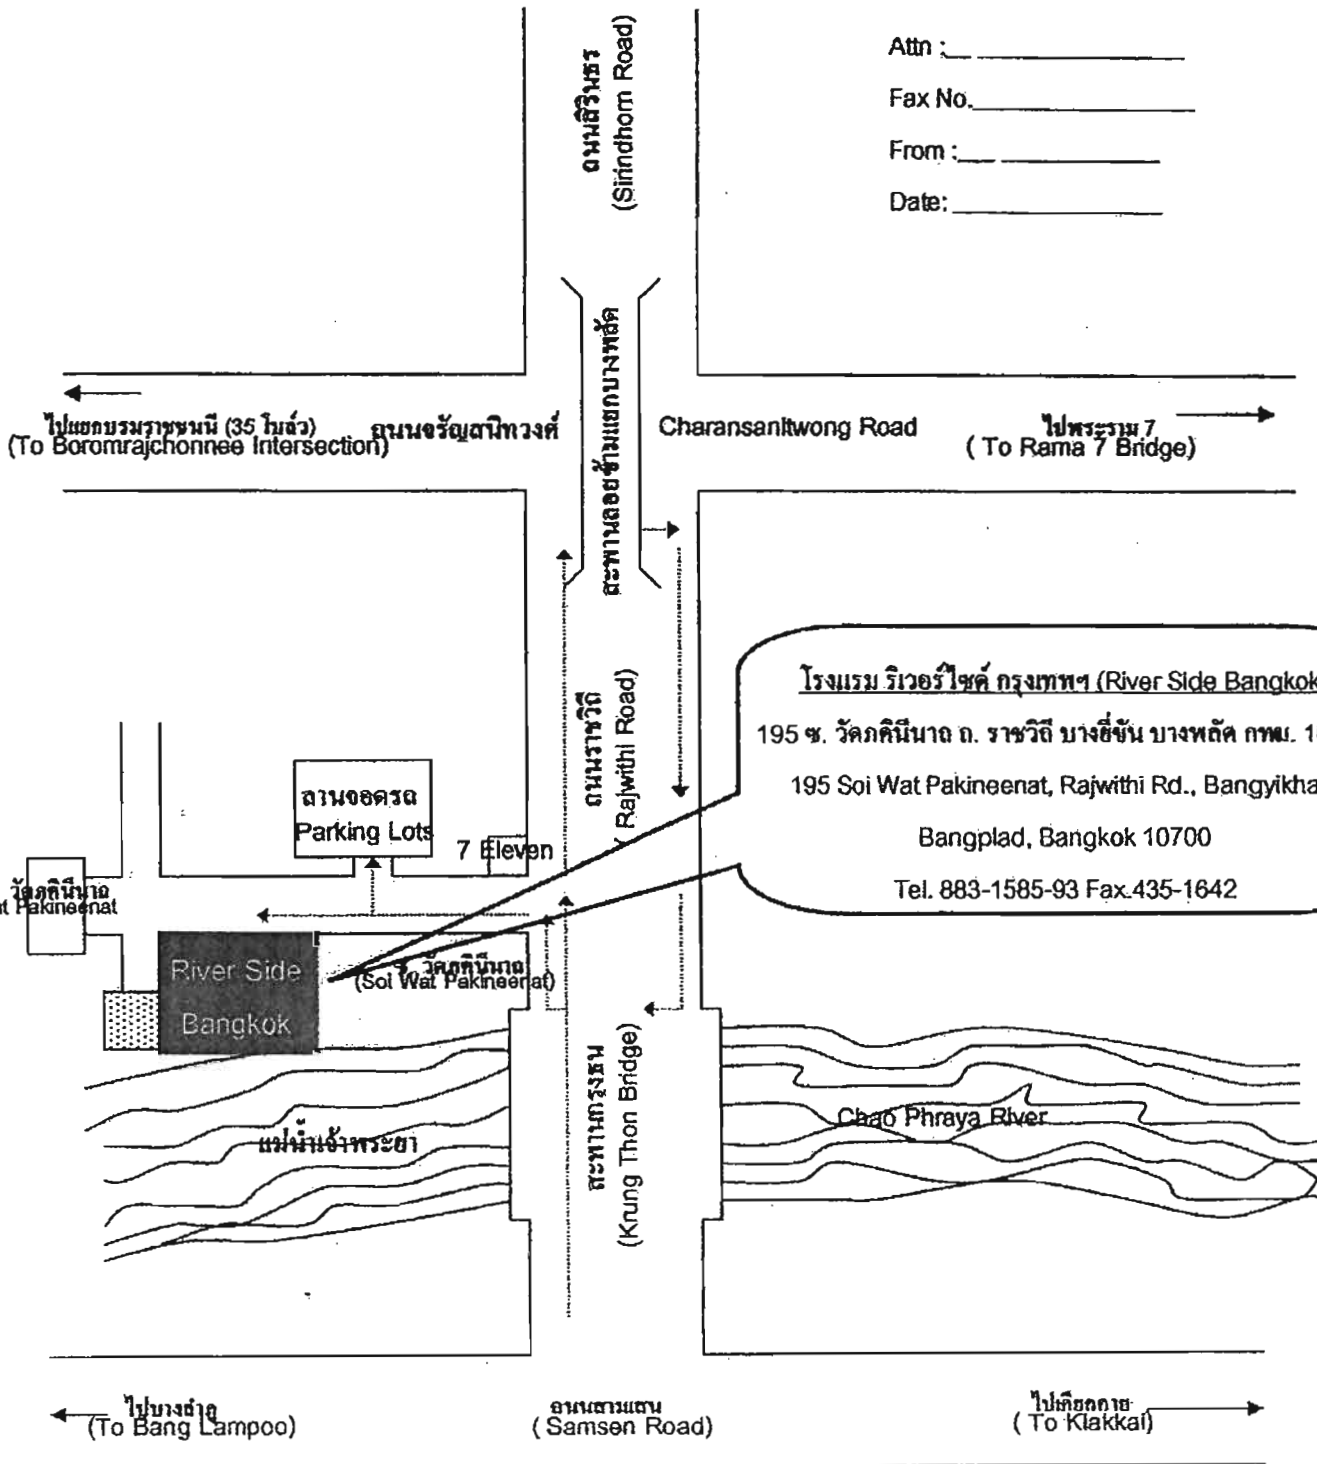 Attn :
Fax No.
From :
Date:
ถนนสิรินธร
(Sirindhorn Road)
สะพานลอยข้ามแยกบางพลัด
ไปแยกบรมราชชนนี (35 โบล์ว)
(To Boromrajchonnee Intersection)
ถนนจรัญสนิทวงศ์
Charansanitwong Road
ไปพระราม 7
( To Rama 7 Bridge)
ถนนราชวิถี
( Rajwithi Road)
โรงแรม ริเวอร์ไซด์ กรุงเทพฯ (River Side Bangkok
195 ซ. วัดภคินีนาถ ถ. ราชวิถี บางยี่ขัน บางพลัด กทม. 1
195 Soi Wat Pakineenat, Rajwithi Rd., Bangyikha
Bangplad, Bangkok 10700
Tel. 883-1585-93 Fax.435-1642
ลานจอดรถ
Parking Lots
7 Eleven
วัดภคินีนาถ
at Pakineenat
River Side
Bangkok
ซ. วัดภคินีนาถ
(Soi Wat Pakineenat)
สะพานกรุงธน
(Krung Thon Bridge)
แม่น้ำเจ้าพระยา
Chao Phraya River
ไปบางลำภู
(To Bang Lampoo)
ถนนสามเสน
( Samsen Road)
ไปเกียกกาย
( To Kiakkai)